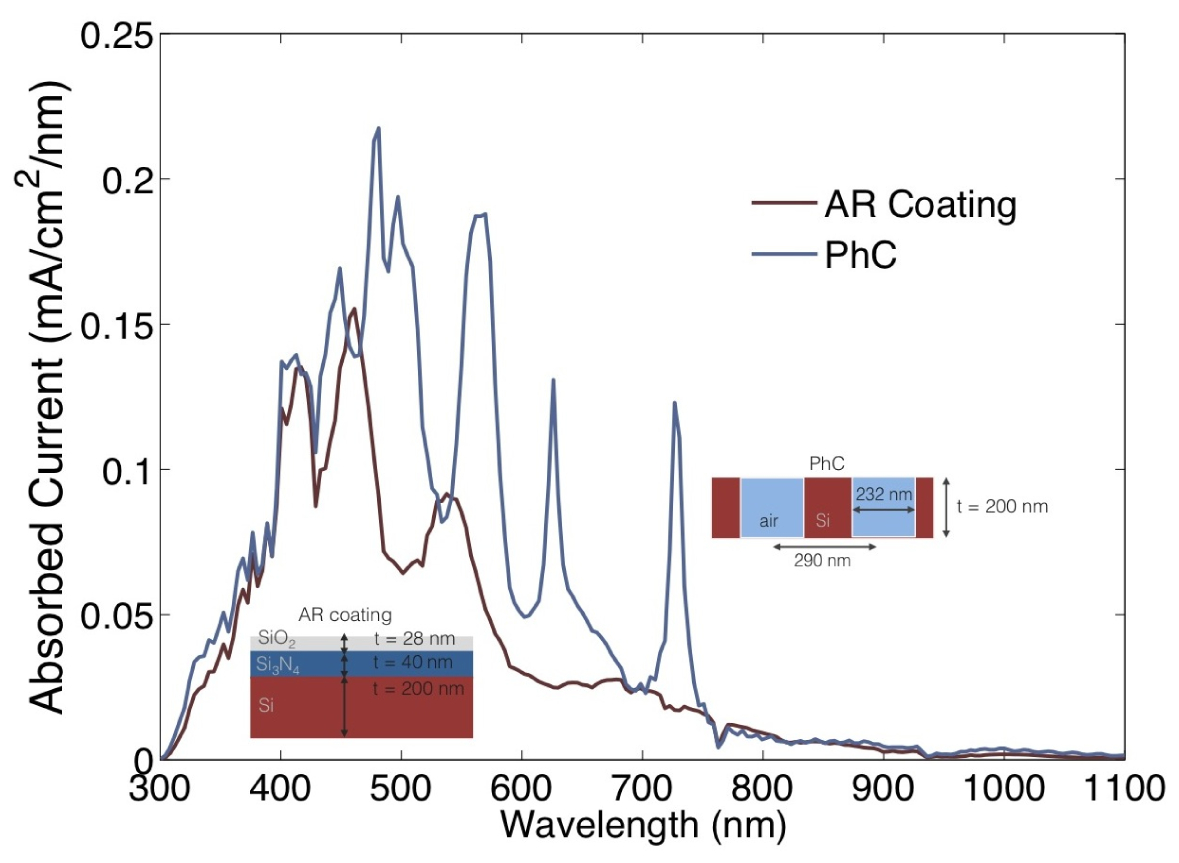 Absorbed Current (mA/cm²/nm)
0.25
0.2
0.15
0.1
0.05
0
AR Coating
PhC
PhC
232 nm
air
Si
t = 200 nm
290 nm
AR coating
SiO₂
t = 28 nm
Si₃N₄
t = 40 nm
t = 200 nm
Si
300 400 500 600 700 800 900 1000 1100
Wavelength (nm)